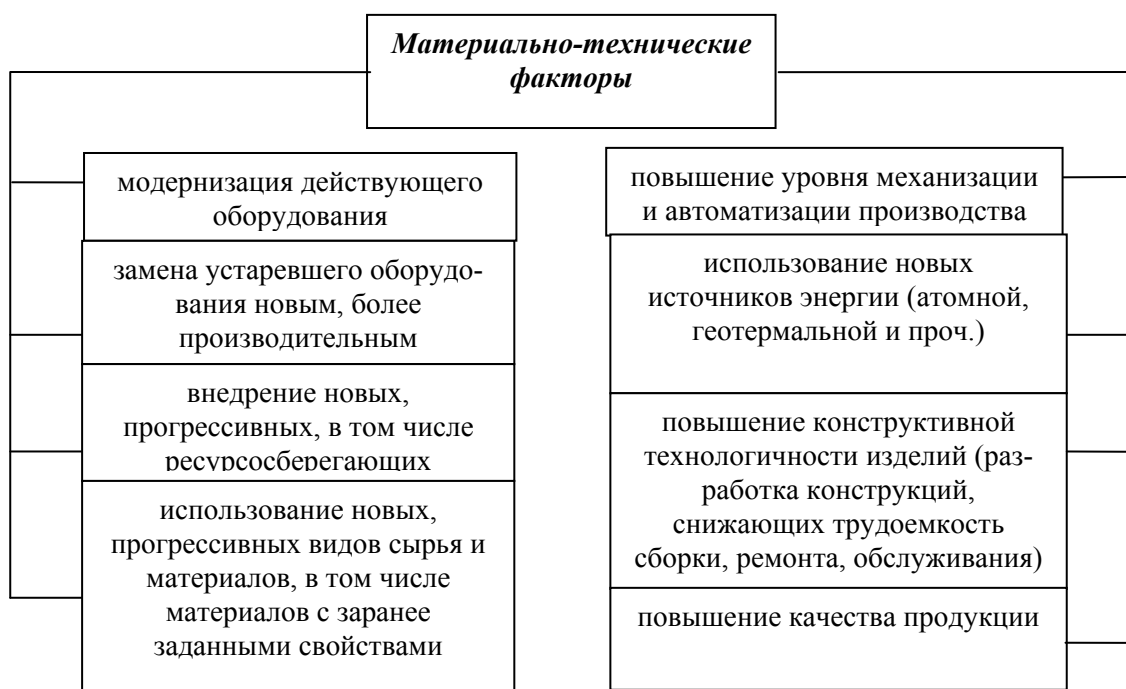 Материально-технические
факторы
модернизация действующего
оборудования
замена устаревшего оборудо-
вания новым, более
производительным
внедрение новых,
прогрессивных, в том числе
ресурсосберегающих
использование новых,
прогрессивных видов сырья и
материалов, в том числе
материалов с заранее
заданными свойствами
повышение уровня механизации
и автоматизации производства
использование новых
источников энергии (атомной,
геотермальной и проч.)
повышение конструктивной
технологичности изделий (раз-
работка конструкций,
снижающих трудоемкость
сборки, ремонта, обслуживания)
повышение качества продукции